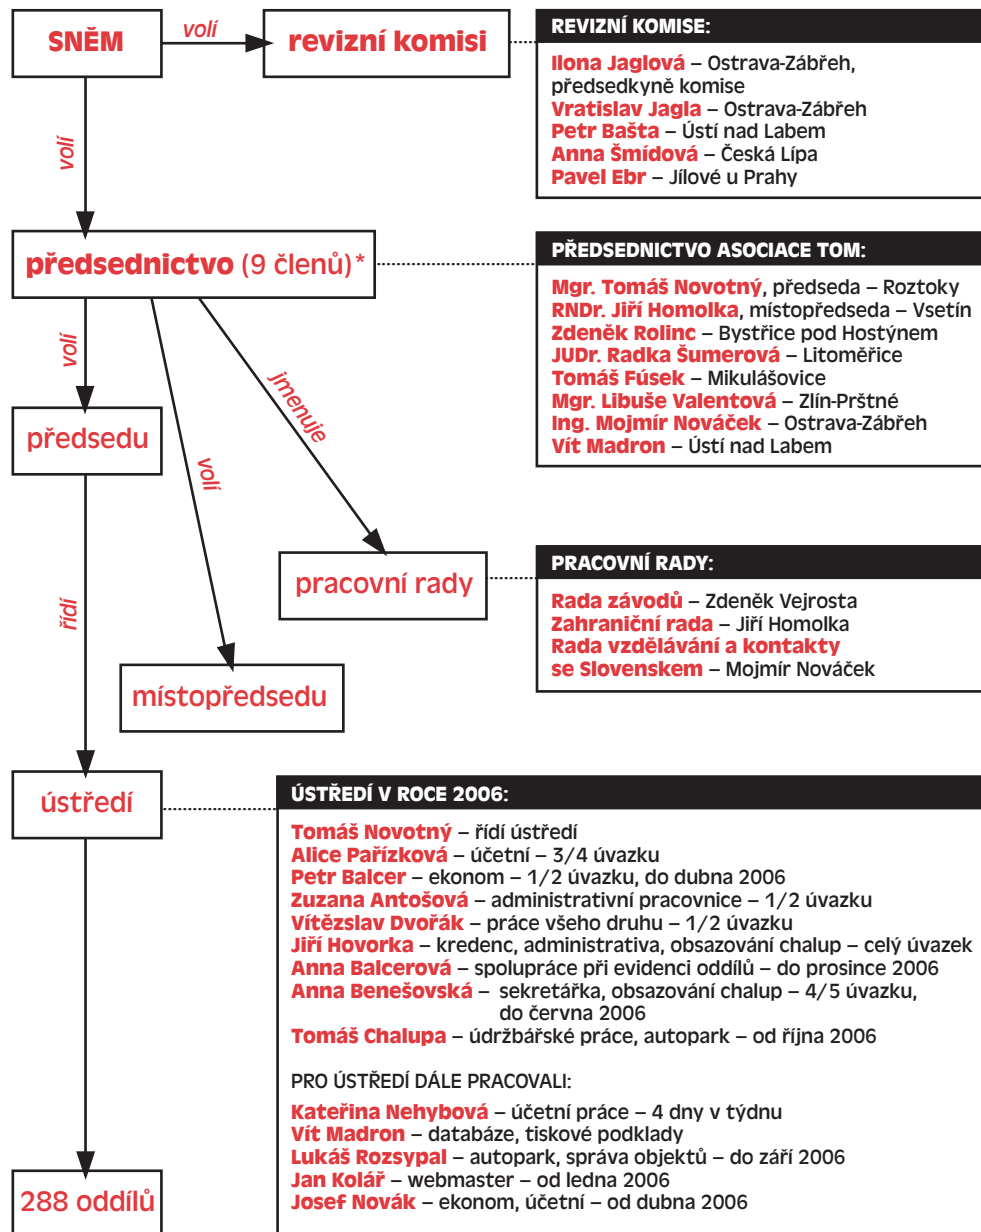 SNĚM
volí
revizní komisi
REVIZNÍ KOMISE:
Ilona Jaglová – Ostrava-Zábřeh,
předsedkyně komise
Vratislav Jagla – Ostrava-Zábřeh
Petr Bašta – Ústí nad Labem
Anna Šmídová – Česká Lípa
Pavel Ebr – Jílové u Prahy
volí
předsednictvo (9 členů)*
PŘEDSEDNICTVO ASOCIACE TOM:
Mgr. Tomáš Novotný, předseda – Roztoky
RNDr. Jiří Homolka, místopředseda – Vsetín
Zdeněk Rolinc – Bystřice pod Hostýnem
JUDr. Radka Šumerová – Litoměřice
Tomáš Fúsek – Mikulášovice
Mgr. Libuše Valentová – Zlín-Prštné
Ing. Mojmír Nováček – Ostrava-Zábřeh
Vít Madron – Ústí nad Labem
volí
jmenuje
volí
předsedu
pracovní rady
PRACOVNÍ RADY:
Rada závodů – Zdeněk Vejrosta
Zahraniční rada – Jiří Homolka
Rada vzdělávání a kontakty
se Slovenskem – Mojmír Nováček
řídí
místopředsedu
ústředí
ÚSTŘEDÍ V ROCE 2006:
Tomáš Novotný – řídí ústředí
Alice Pařízková – účetní – 3/4 úvazku
Petr Balcer – ekonom – 1/2 úvazku, do dubna 2006
Zuzana Antošová – administrativní pracovnice – 1/2 úvazku
Vítězslav Dvořák – práce všeho druhu – 1/2 úvazku
Jiří Hovorka – kredenc, administrativa, obsazování chalup – celý úvazek
Anna Balcerová – spolupráce při evidenci oddílů – do prosince 2006
Anna Benešovská – sekretářka, obsazování chalup – 4/5 úvazku,
do června 2006
Tomáš Chalupa – údržbářské práce, autopark – od října 2006
PRO ÚSTŘEDÍ DÁLE PRACOVALI:
Kateřina Nehybová – účetní práce – 4 dny v týdnu
Vít Madron – databáze, tiskové podklady
Lukáš Rozsypal – autopark, správa objektů – do září 2006
Jan Kolář – webmaster – od ledna 2006
Josef Novák – ekonom, účetní – od dubna 2006
288 oddílů